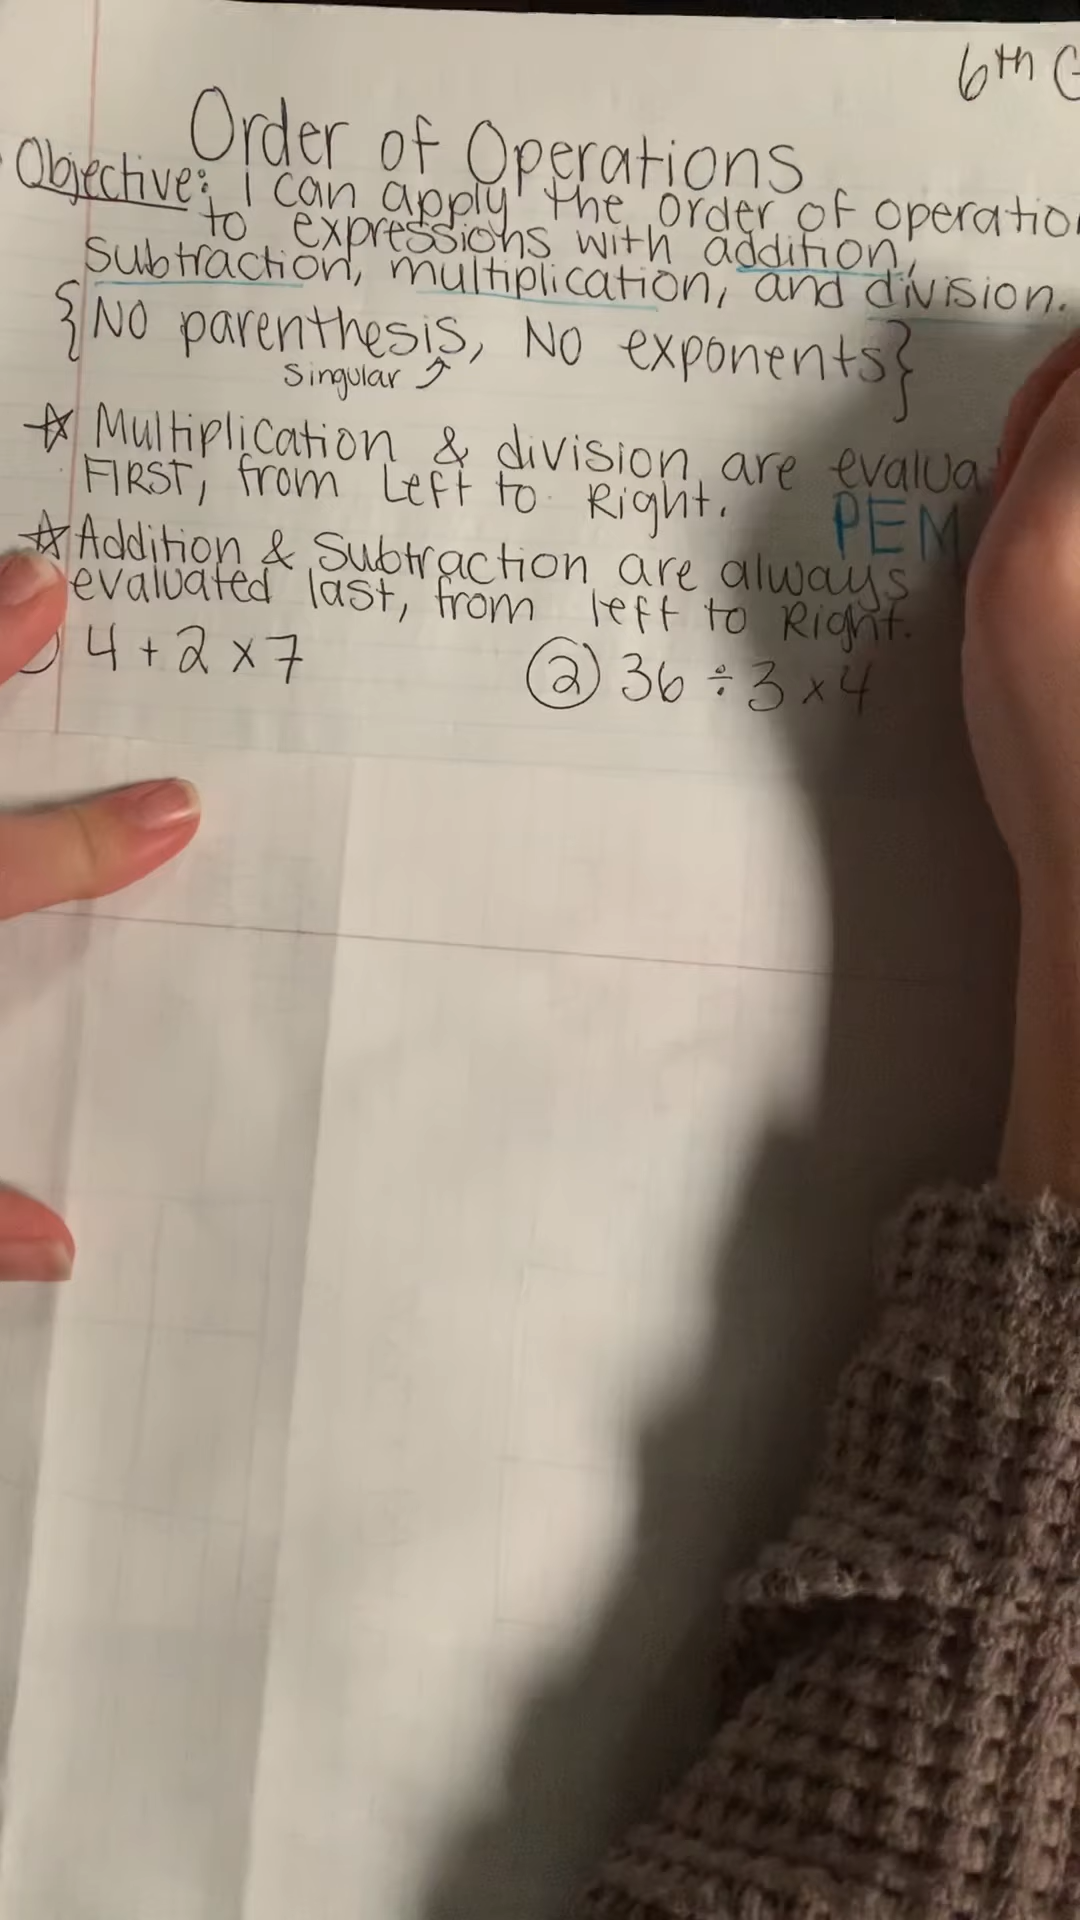 6th G
Order of Operations
Objective: I can apply the order of operatio
to expressions with addition,
subtraction, multiplication, and division.
{No parenthesis, No exponents}
singular
☆ Multiplication & division are evalua
FIRST, from Left to Right.
PEM
☆ Addition & Subtraction are always
evaluated last, from left to Right.
4 + 2 x 7
② 36 ÷ 3 x 4